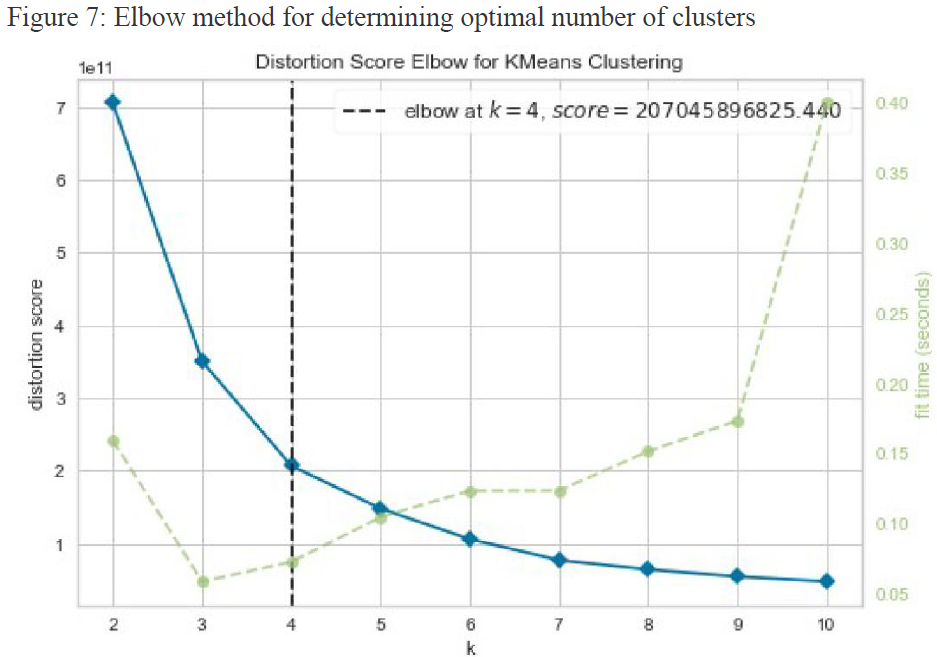 Figure 7: Elbow method for determining optimal number of clusters
Distortion Score Elbow for KMeans Clustering
1e11
elbow at k = 4, score = 207045896825.440
7
6
5
4
3
2
1
distortion score
0.40
0.35
0.30
0.25
0.20
0.15
0.10
0.05
fit time (seconds)
2 3 4 5 6 7 8 9 10
k